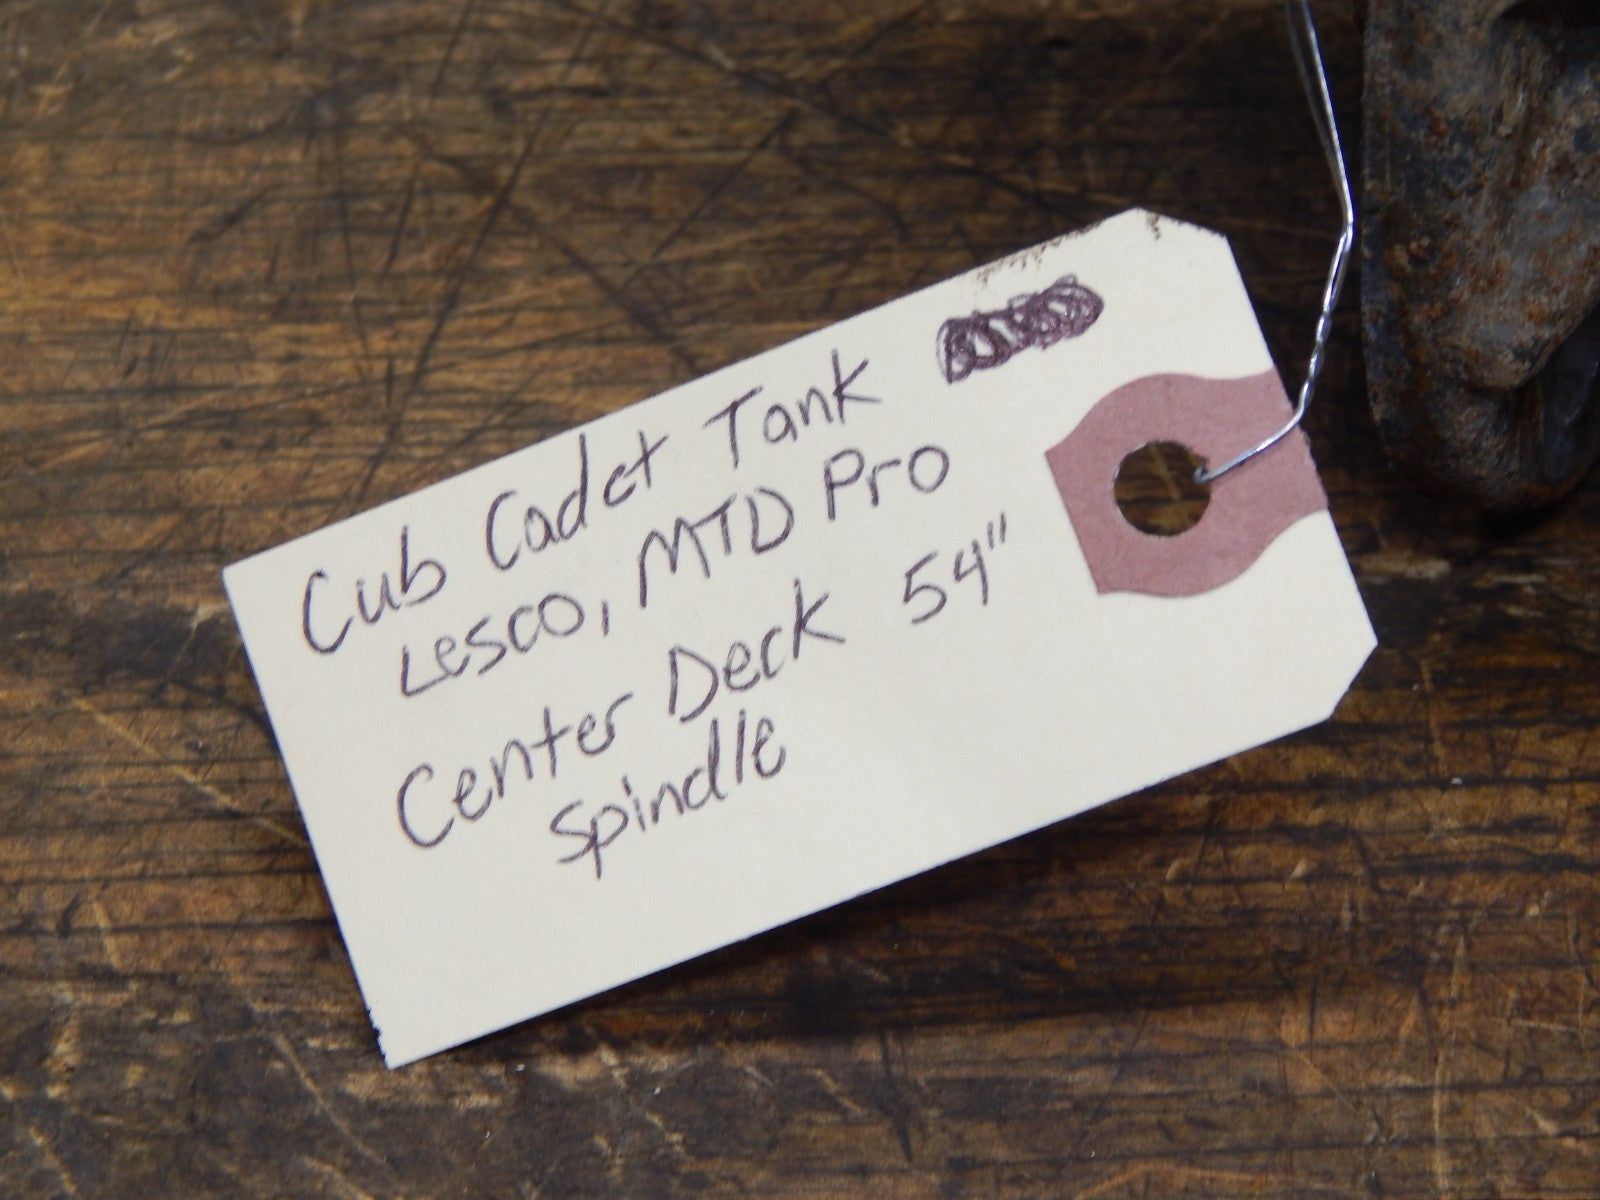 Cub Cadet Tank
Lesco, MTD Pro
Center Deck 54"
Spindle